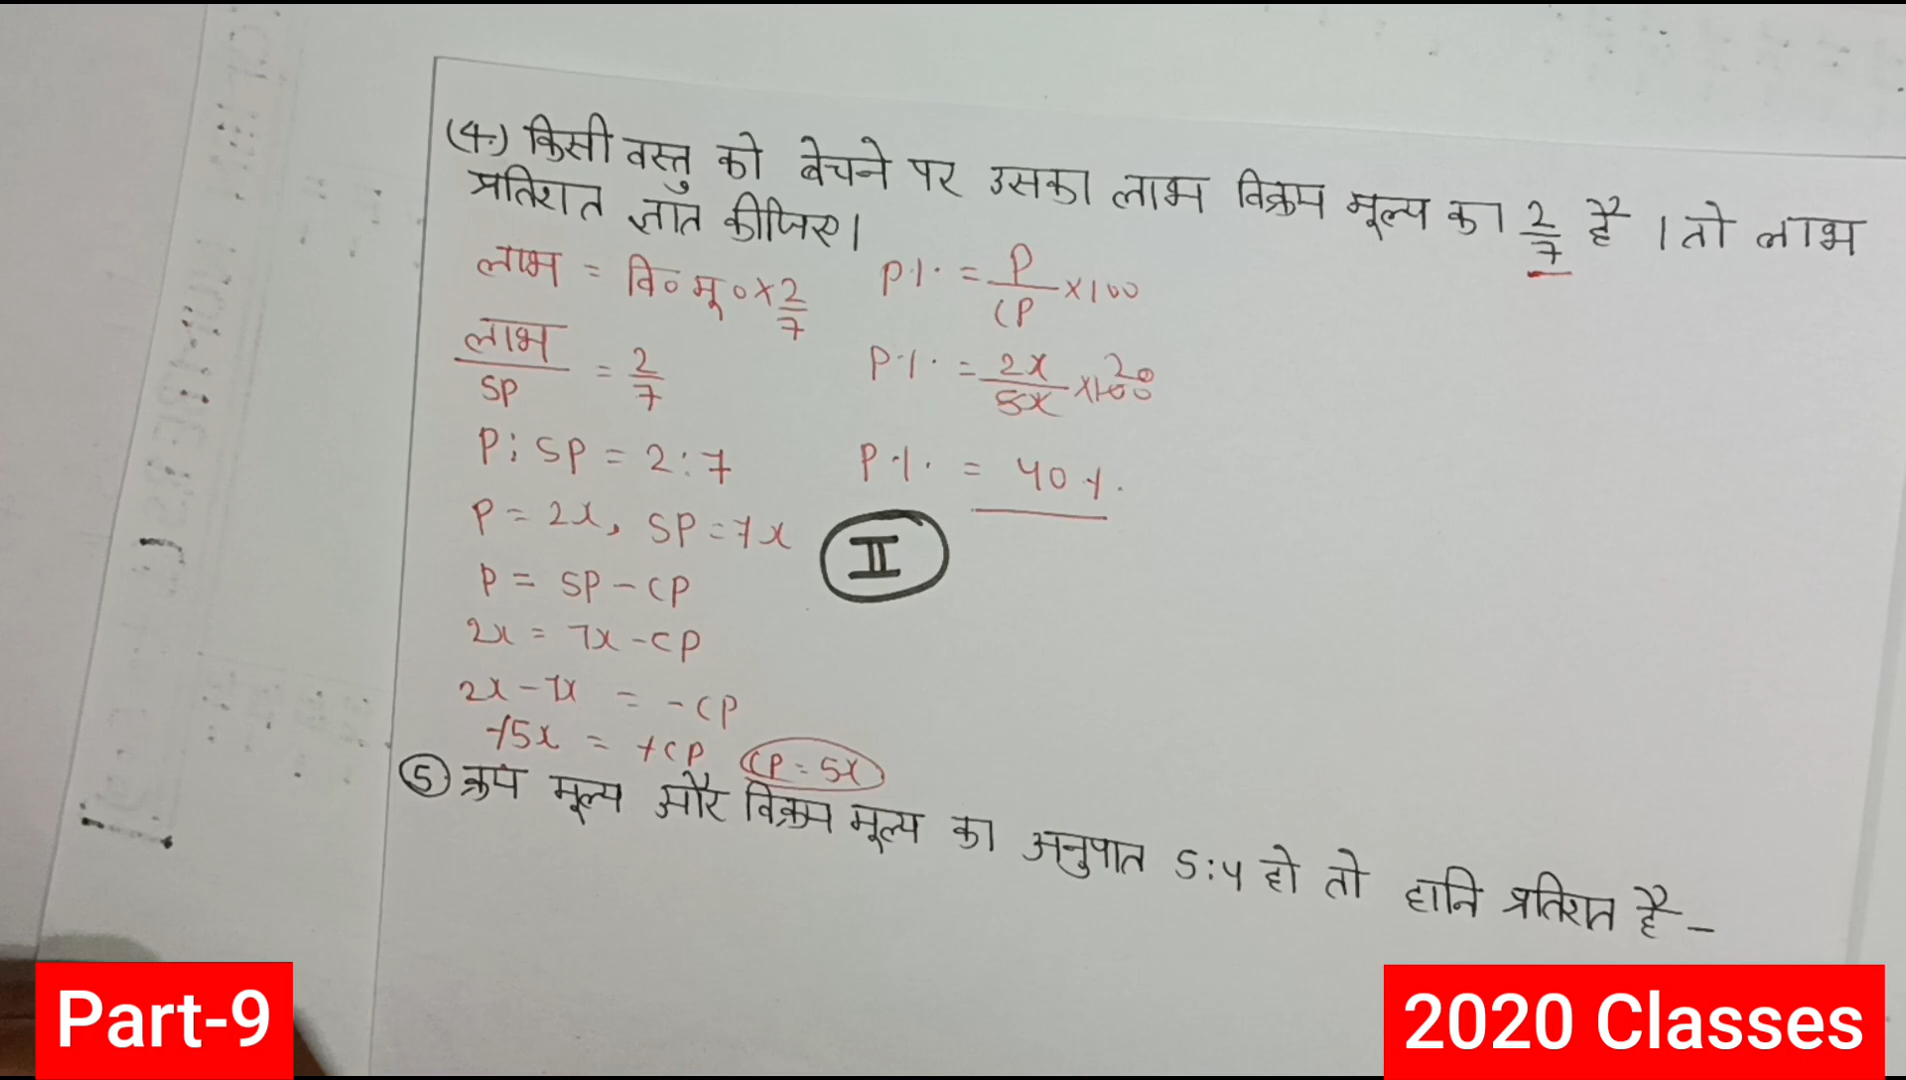 (4.) किसी वस्तु को बेचने पर उसका लाभ विक्रय मूल्य का 2/7 है । तो लाभ
प्रतिशत ज्ञात कीजिए।
लाभ = वि० मू० × 2/7
लाभ/SP = 2/7
P : SP = 2 : 7
P = 2x, SP = 7x
P = SP - CP
2x = 7x - CP
2x - 7x = - CP
+5x = +CP CP = 5x
P% = P/CP × 100
P% = 2x/5x × 100 20
P% = 40%
II
(5) क्रय मूल्य और विक्रय मूल्य का अनुपात 5:4 हो तो हानि प्रतिशत है -
Part-9
2020 Classes